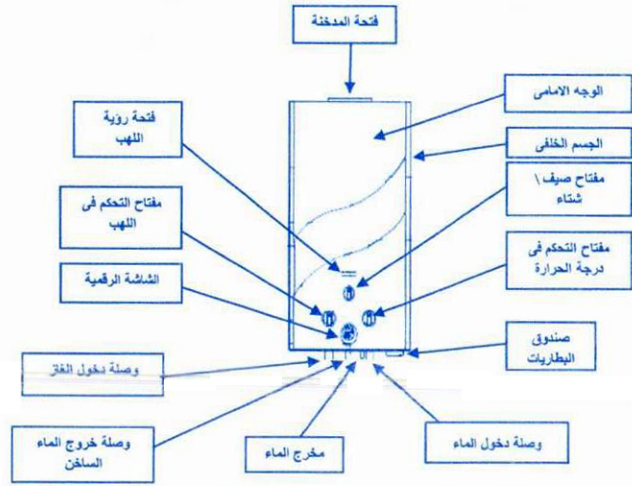 فتحة المدخنة
الوجه الامامى
فتحة رؤية
اللهب
الجسم الخلفى
مفتاح صيف \
شتاء
مفتاح التحكم فى
اللهب
مفتاح التحكم فى
درجة الحرارة
الشاشة الرقمية
صندوق
البطاريات
وصلة دخول الغاز
وصلة خروج الماء
الساخن
مخرج الماء
وصلة دخول الماء